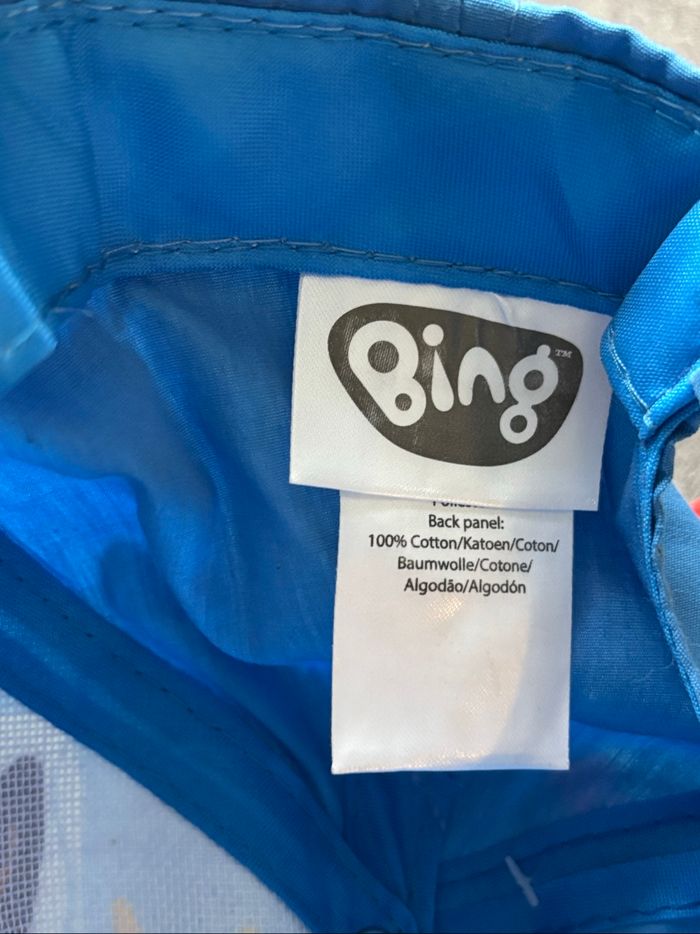 Bing™
Back panel:
100% Cotton/Katoen/Coton/
Baumwolle/Cotone/
Algodão/Algodón